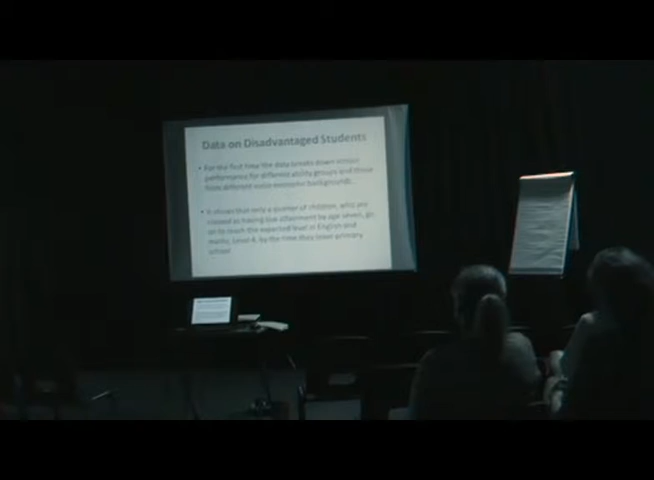 Data on Disadvantaged Students
• For the first time the data breaks down school
performance for different ability groups and those
from different socio-economic backgrounds.
• It shows that only a quarter of children, who are
classed as having low attainment by age seven, go
on to reach the expected level in English and
maths, Level 4, by the time they leave primary
school